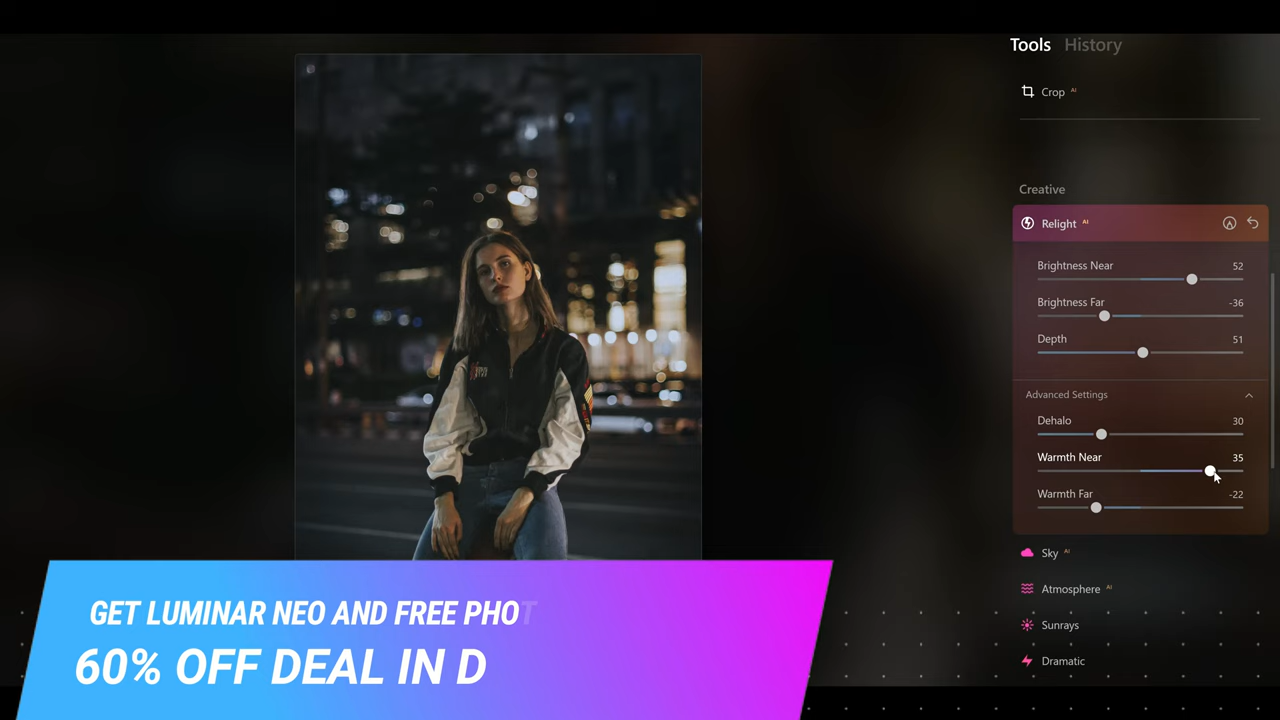 Tools History
Crop AI
Creative
Relight AI
Brightness Near 52
Brightness Far -36
Depth 51
Advanced Settings
Dehalo 30
Warmth Near 35
Warmth Far -22
Sky AI
Atmosphere AI
Sunrays
Dramatic
GET LUMINAR NEO AND FREE PHOT
60% OFF DEAL IN D